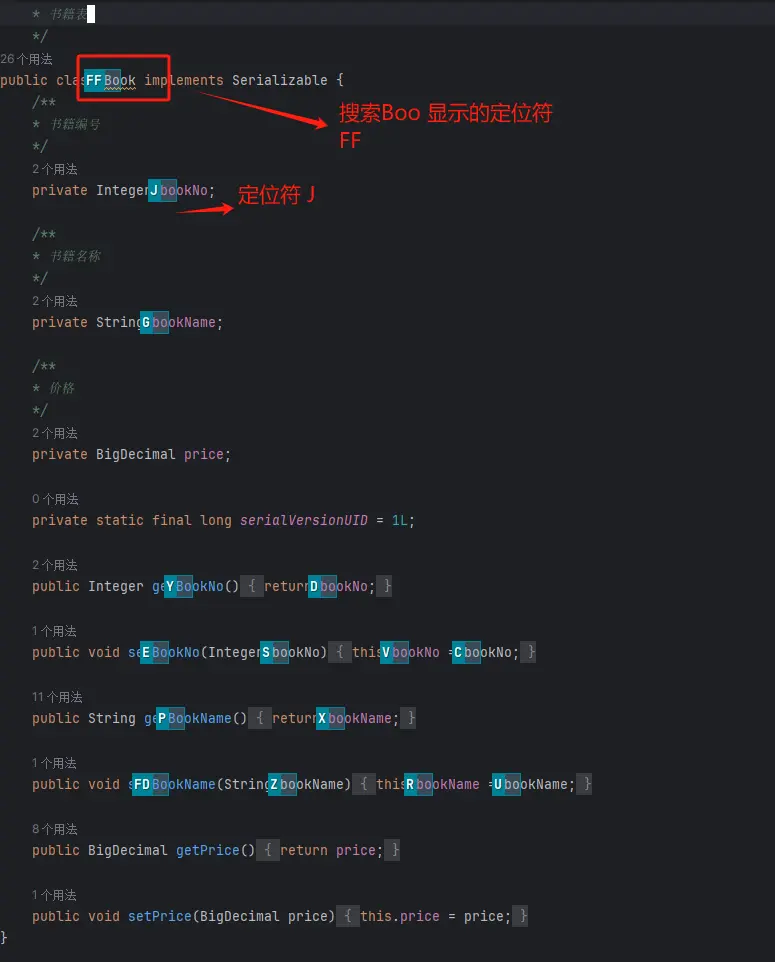 * 书籍表
*/
26 个用法
public clasFFBook implements Serializable {
/**
* 书籍编号
*/
搜索Boo 显示的定位符
FF
2 个用法
private IntegerJbookNo;
定位符 J
/**
* 书籍名称
*/
2 个用法
private StringGbookName;
/**
* 价格
*/
2 个用法
private BigDecimal price;
0 个用法
private static final long serialVersionUID = 1L;
2 个用法
public Integer geYBookNo() { returnDbookNo; }
1 个用法
public void seEBookNo(IntegerSbookNo) { thisVbookNo =CbookNo; }
11 个用法
public String gePBookName() { returnXbookName; }
1 个用法
public void sFDBookName(StringZbookName) { thisRbookName =UbookName; }
8 个用法
public BigDecimal getPrice() { return price; }
1 个用法
public void setPrice(BigDecimal price) { this.price = price; }
}